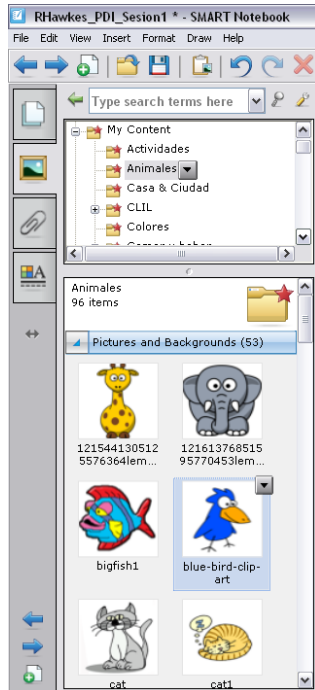 RHawkes_PDI_Sesion1 * - SMART Notebook
File Edit View Insert Format Draw Help
Type search terms here
My Content
Actividades
Animales
Casa & Ciudad
CLIL
Colores
Animales
96 items
Pictures and Backgrounds (53)
121544130512 121613768515
5576364lem... 95770453lem...
bigfish1 blue-bird-clip-
art
cat cat1